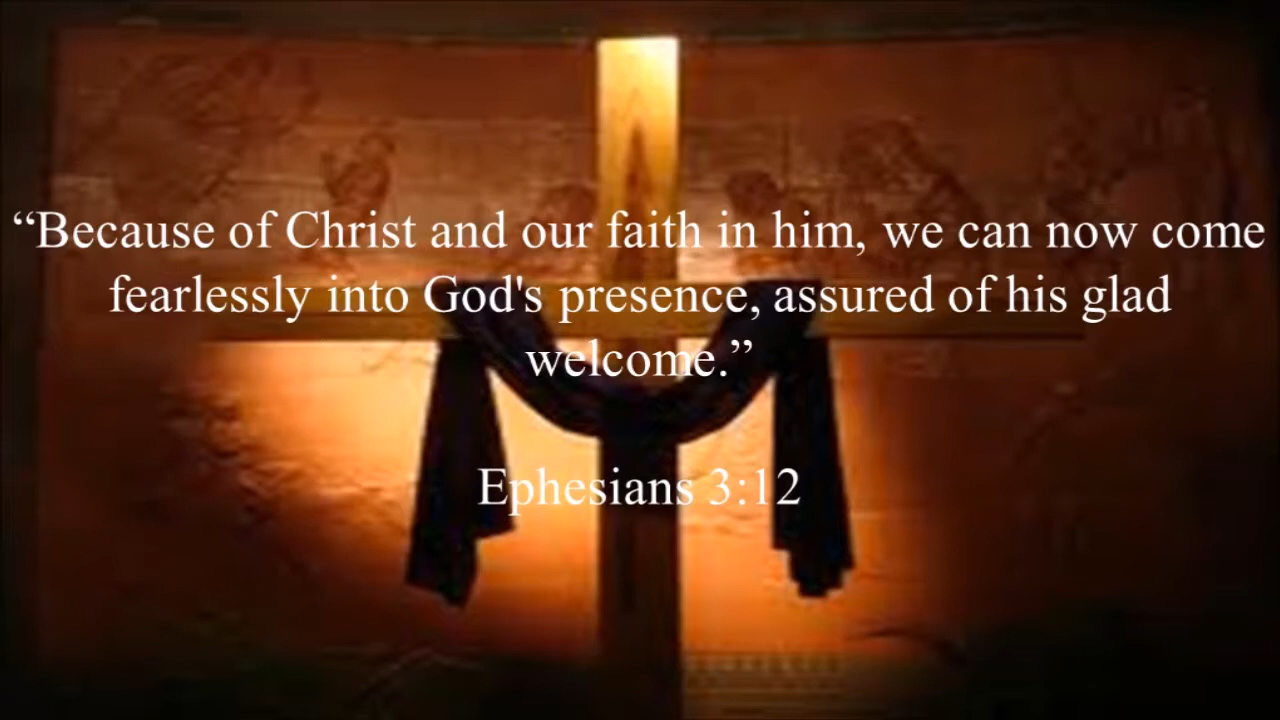 “Because of Christ and our faith in him, we can now come
fearlessly into God's presence, assured of his glad
welcome.”
Ephesians 3:12